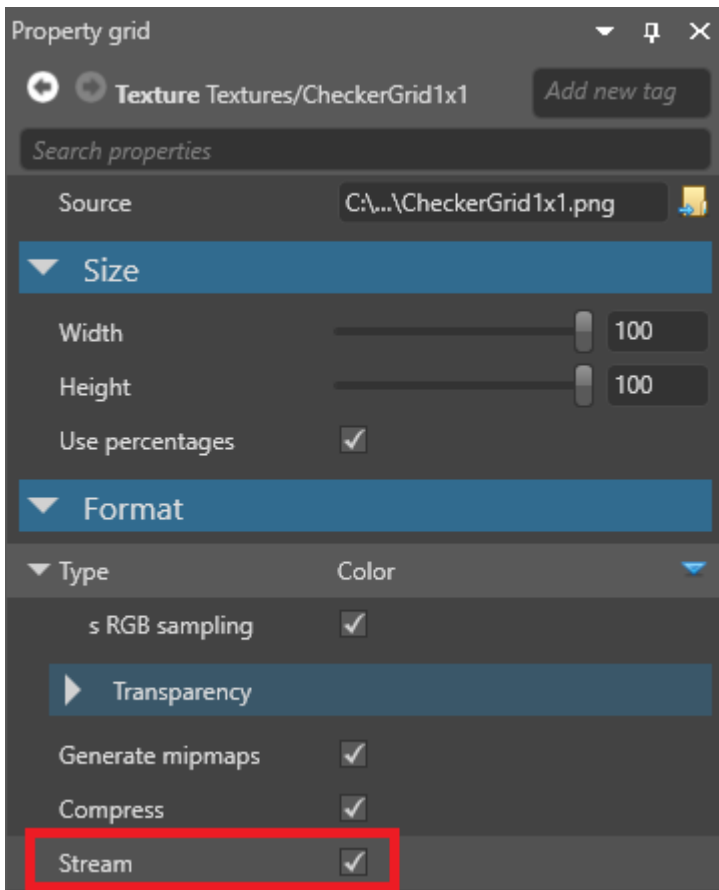 Property grid
Texture Textures/CheckerGrid1x1
Add new tag
Search properties
Source C:\...\CheckerGrid1x1.png
Size
Width 100
Height 100
Use percentages
Format
Type Color
s RGB sampling
Transparency
Generate mipmaps
Compress
Stream